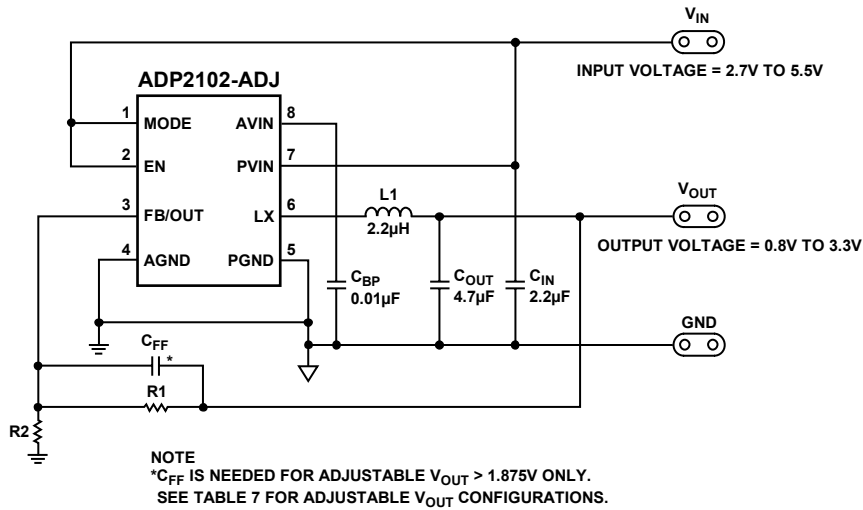 VIN
INPUT VOLTAGE = 2.7V TO 5.5V
ADP2102-ADJ
1 MODE AVIN 8
2 EN PVIN 7
3 FB/OUT LX 6
4 AGND PGND 5
L1
2.2µH
VOUT
OUTPUT VOLTAGE = 0.8V TO 3.3V
CBP
0.01µF
COUT
4.7µF
CIN
2.2µF
GND
CFF
*
R1
R2
NOTE
*CFF IS NEEDED FOR ADJUSTABLE VOUT > 1.875V ONLY.
SEE TABLE 7 FOR ADJUSTABLE VOUT CONFIGURATIONS.